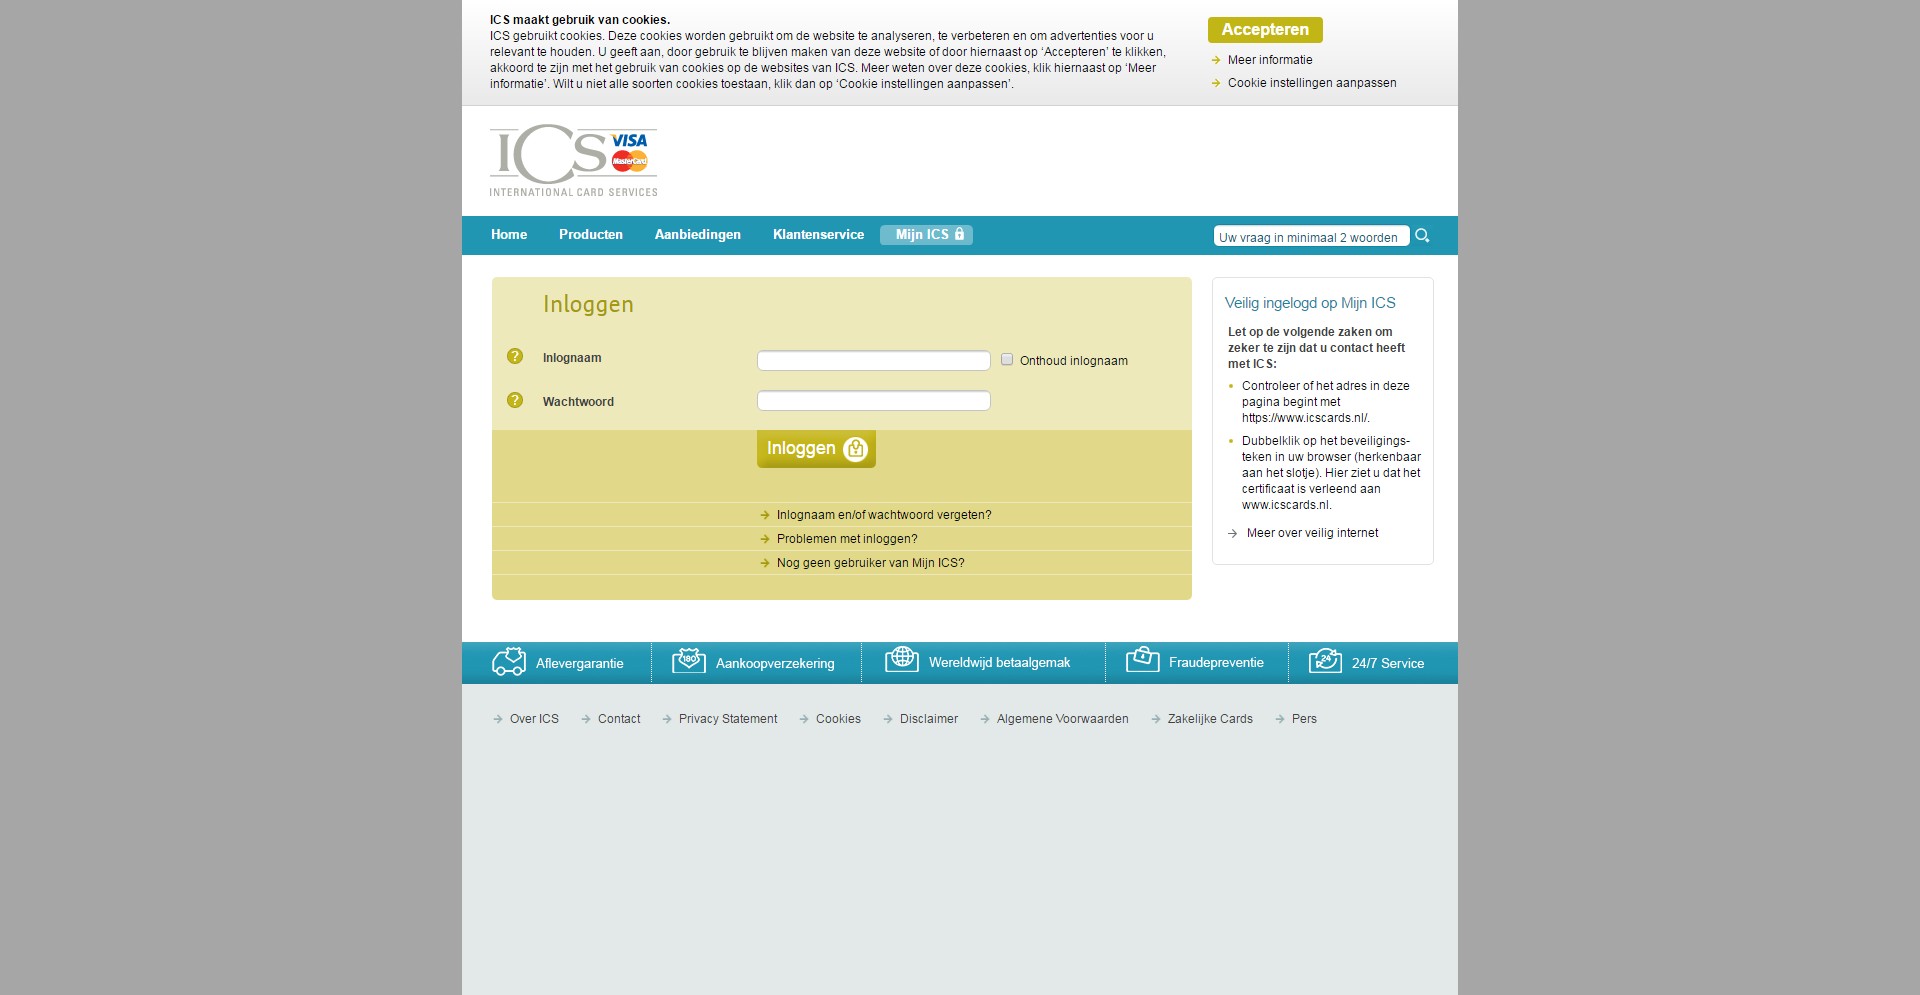 ICS maakt gebruik van cookies.
ICS gebruikt cookies. Deze cookies worden gebruikt om de website te analyseren, te verbeteren en om advertenties voor u
relevant te houden. U geeft aan, door gebruik te blijven maken van deze website of door hiernaast op ‘Accepteren’ te klikken,
akkoord te zijn met het gebruik van cookies op de websites van ICS. Meer weten over deze cookies, klik hiernaast op ‘Meer
informatie’. Wilt u niet alle soorten cookies toestaan, klik dan op ‘Cookie instellingen aanpassen’.
Accepteren
Meer informatie
Cookie instellingen aanpassen
ICS VISA
MasterCard
INTERNATIONAL CARD SERVICES
Home Producten Aanbiedingen Klantenservice Mijn ICS Uw vraag in minimaal 2 woorden
Inloggen
? Inlognaam Onthoud inlognaam
? Wachtwoord
Inloggen
Inlognaam en/of wachtwoord vergeten?
Problemen met inloggen?
Nog geen gebruiker van Mijn ICS?
Veilig ingelogd op Mijn ICS
Let op de volgende zaken om
zeker te zijn dat u contact heeft
met ICS:
Controleer of het adres in deze
pagina begint met
https://www.icscards.nl/.
Dubbelklik op het beveiligings-
teken in uw browser (herkenbaar
aan het slotje). Hier ziet u dat het
certificaat is verleend aan
www.icscards.nl.
Meer over veilig internet
Aflevergarantie 180 Aankoopverzekering Wereldwijd betaalgemak Fraudepreventie 24 24/7 Service
Over ICS Contact Privacy Statement Cookies Disclaimer Algemene Voorwaarden Zakelijke Cards Pers